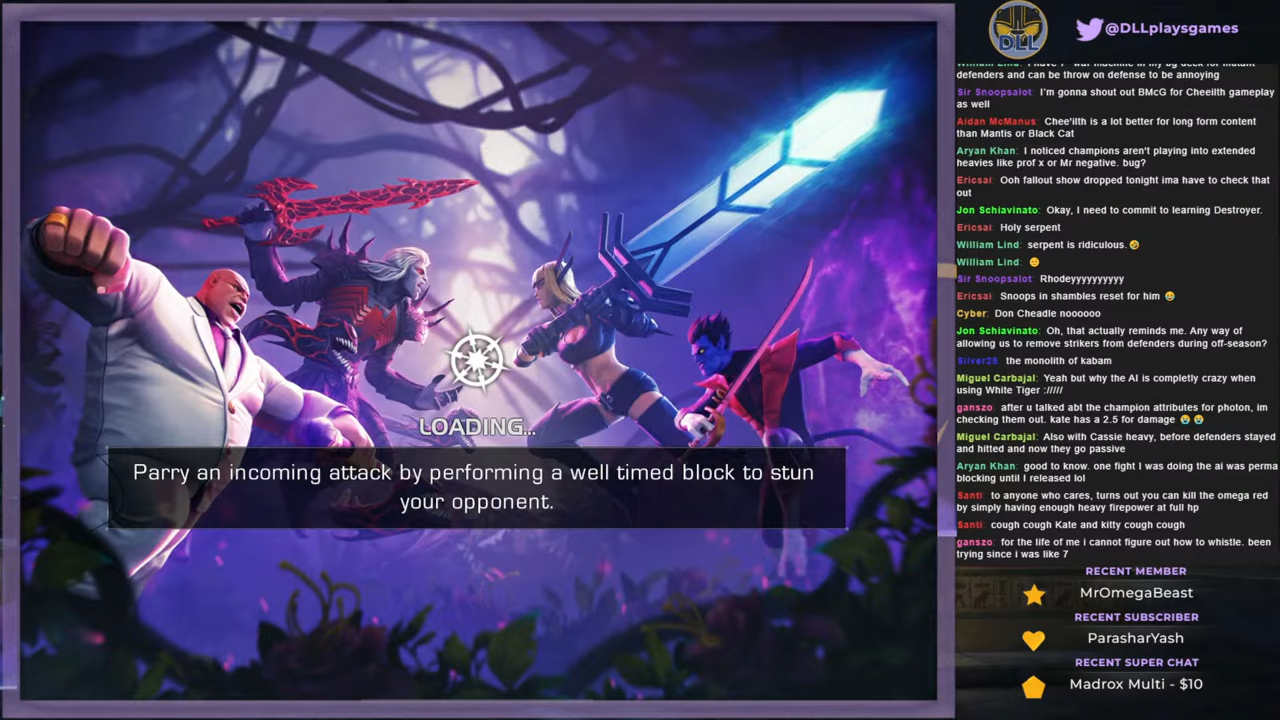 LOADING...
Parry an incoming attack by performing a well timed block to stun
your opponent.
DLL
@DLLplaysgames
defenders and can be throw on defense to be annoying
Sir Snoopsalot: I'm gonna shout out BMcG for Cheeilth gameplay
as well
Aidan McManus: Chee'ilth is a lot better for long form content
than Mantis or Black Cat
Aryan Khan: I noticed champions aren't playing into extended
heavies like prof x or Mr negative. bug?
Ericsai: Ooh fallout show dropped tonight ima have to check that
out
Jon Schiavinato: Okay, I need to commit to learning Destroyer.
Ericsai: Holy serpent
William Lind: serpent is ridiculous.🤣
William Lind: 😊
Sir Snoopsalot: Rhodeyyyyyyyyy
Ericsai: Snoops in shambles reset for him 😂
Cyber: Don Cheadle noooooo
Jon Schiavinato: Oh, that actually reminds me. Any way of
allowing us to remove strikers from defenders during off-season?
Silver25 the monolith of kabam
Miguel Carbajal: Yeah but why the AI is completly crazy when
using White Tiger ://///
ganszo: after u talked abt the champion attributes for photon, im
checking them out. kate has a 2.5 for damage 😭 😭
Miguel Carbajal: Also with Cassie heavy, before defenders stayed
and hitted and now they go passive
Aryan Khan: good to know. one fight I was doing the ai was perma
blocking until I released lol
Santi: to anyone who cares, turns out you can kill the omega red
by simply having enough heavy firepower at full hp
Santi: cough cough Kate and kitty cough cough
ganszo: for the life of me i cannot figure out how to whistle. been
trying since i was like 7
RECENT MEMBER
MrOmegaBeast
RECENT SUBSCRIBER
ParasharYash
RECENT SUPER CHAT
Madrox Multi - $10